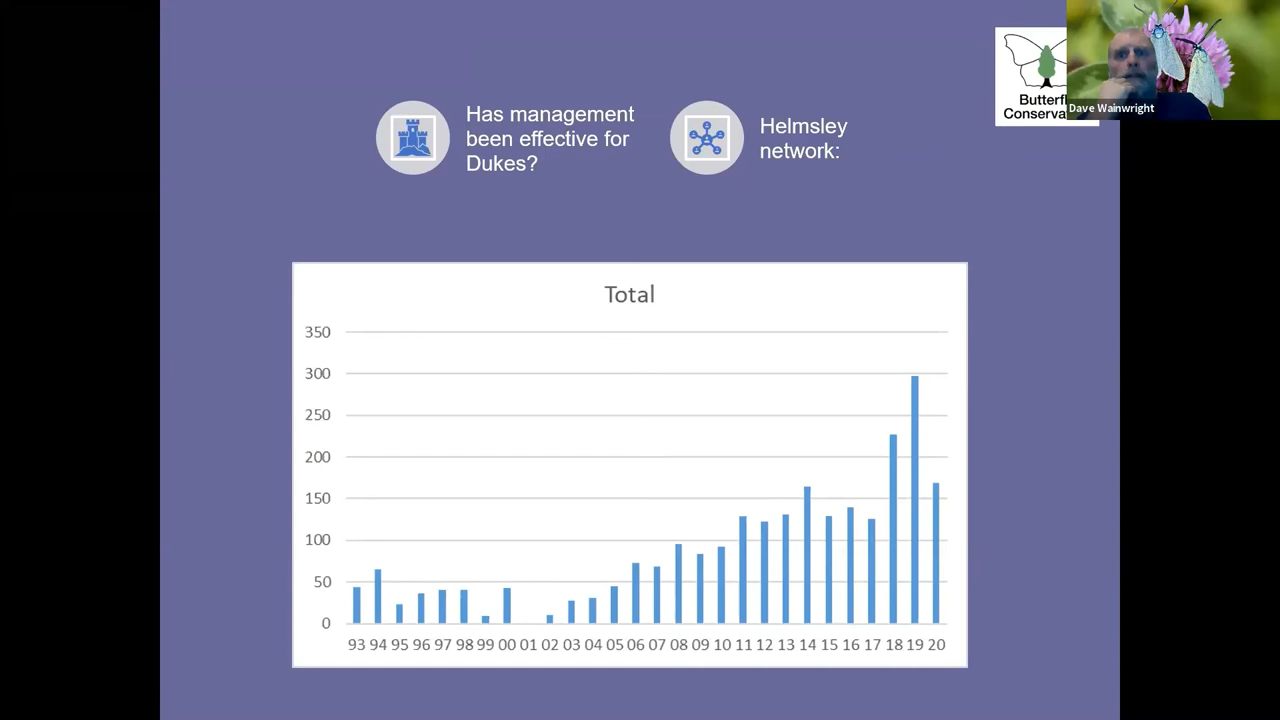 Has management
been effective for
Dukes?
Helmsley
network:
Butterfl
Conserva
Dave Wainwright
Total
350
300
250
200
150
100
50
0
93 94 95 96 97 98 99 00 01 02 03 04 05 06 07 08 09 10 11 12 13 14 15 16 17 18 19 20